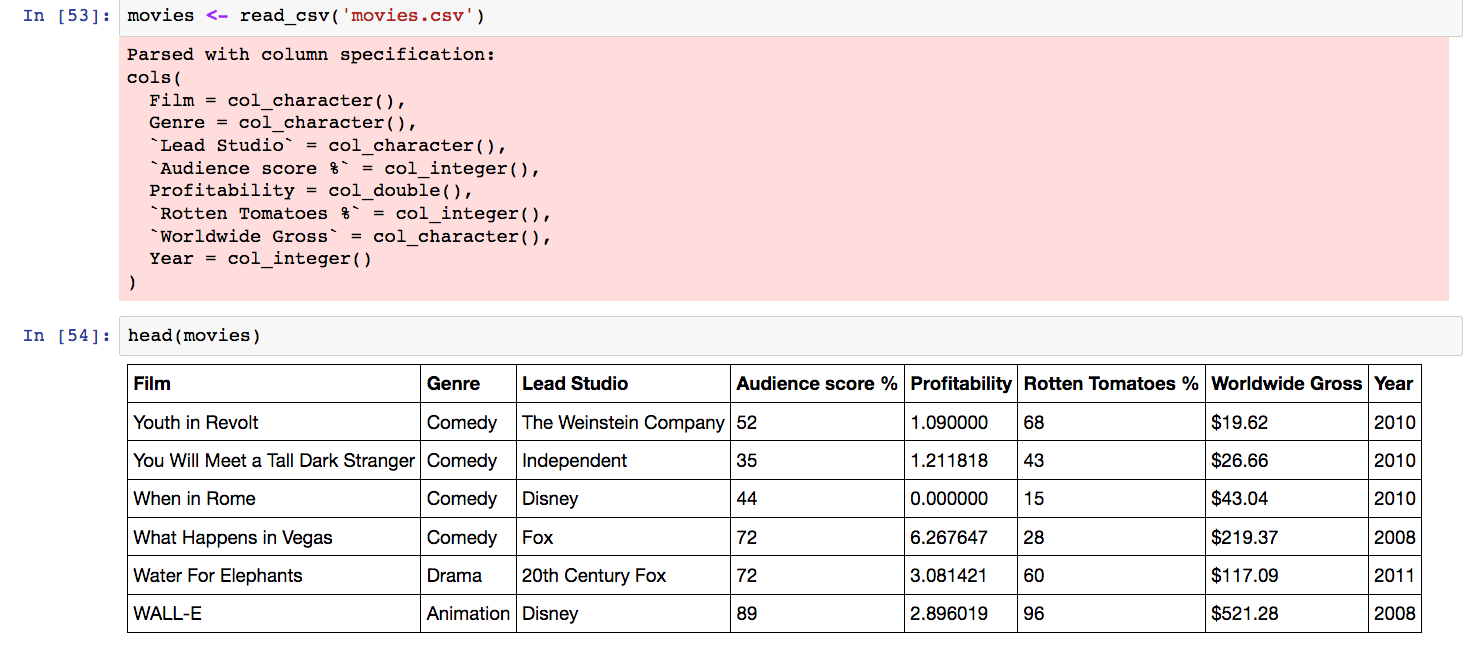 In [53]: movies <- read_csv('movies.csv')
Parsed with column specification:
cols(
  Film = col_character(),
  Genre = col_character(),
  `Lead Studio` = col_character(),
  `Audience score %` = col_integer(),
  Profitability = col_double(),
  `Rotten Tomatoes %` = col_integer(),
  `Worldwide Gross` = col_character(),
  Year = col_integer()
)
In [54]: head(movies)
Film Genre Lead Studio Audience score % Profitability Rotten Tomatoes % Worldwide Gross Year
Youth in Revolt Comedy The Weinstein Company 52 1.090000 68 $19.62 2010
You Will Meet a Tall Dark Stranger Comedy Independent 35 1.211818 43 $26.66 2010
When in Rome Comedy Disney 44 0.000000 15 $43.04 2010
What Happens in Vegas Comedy Fox 72 6.267647 28 $219.37 2008
Water For Elephants Drama 20th Century Fox 72 3.081421 60 $117.09 2011
WALL-E Animation Disney 89 2.896019 96 $521.28 2008